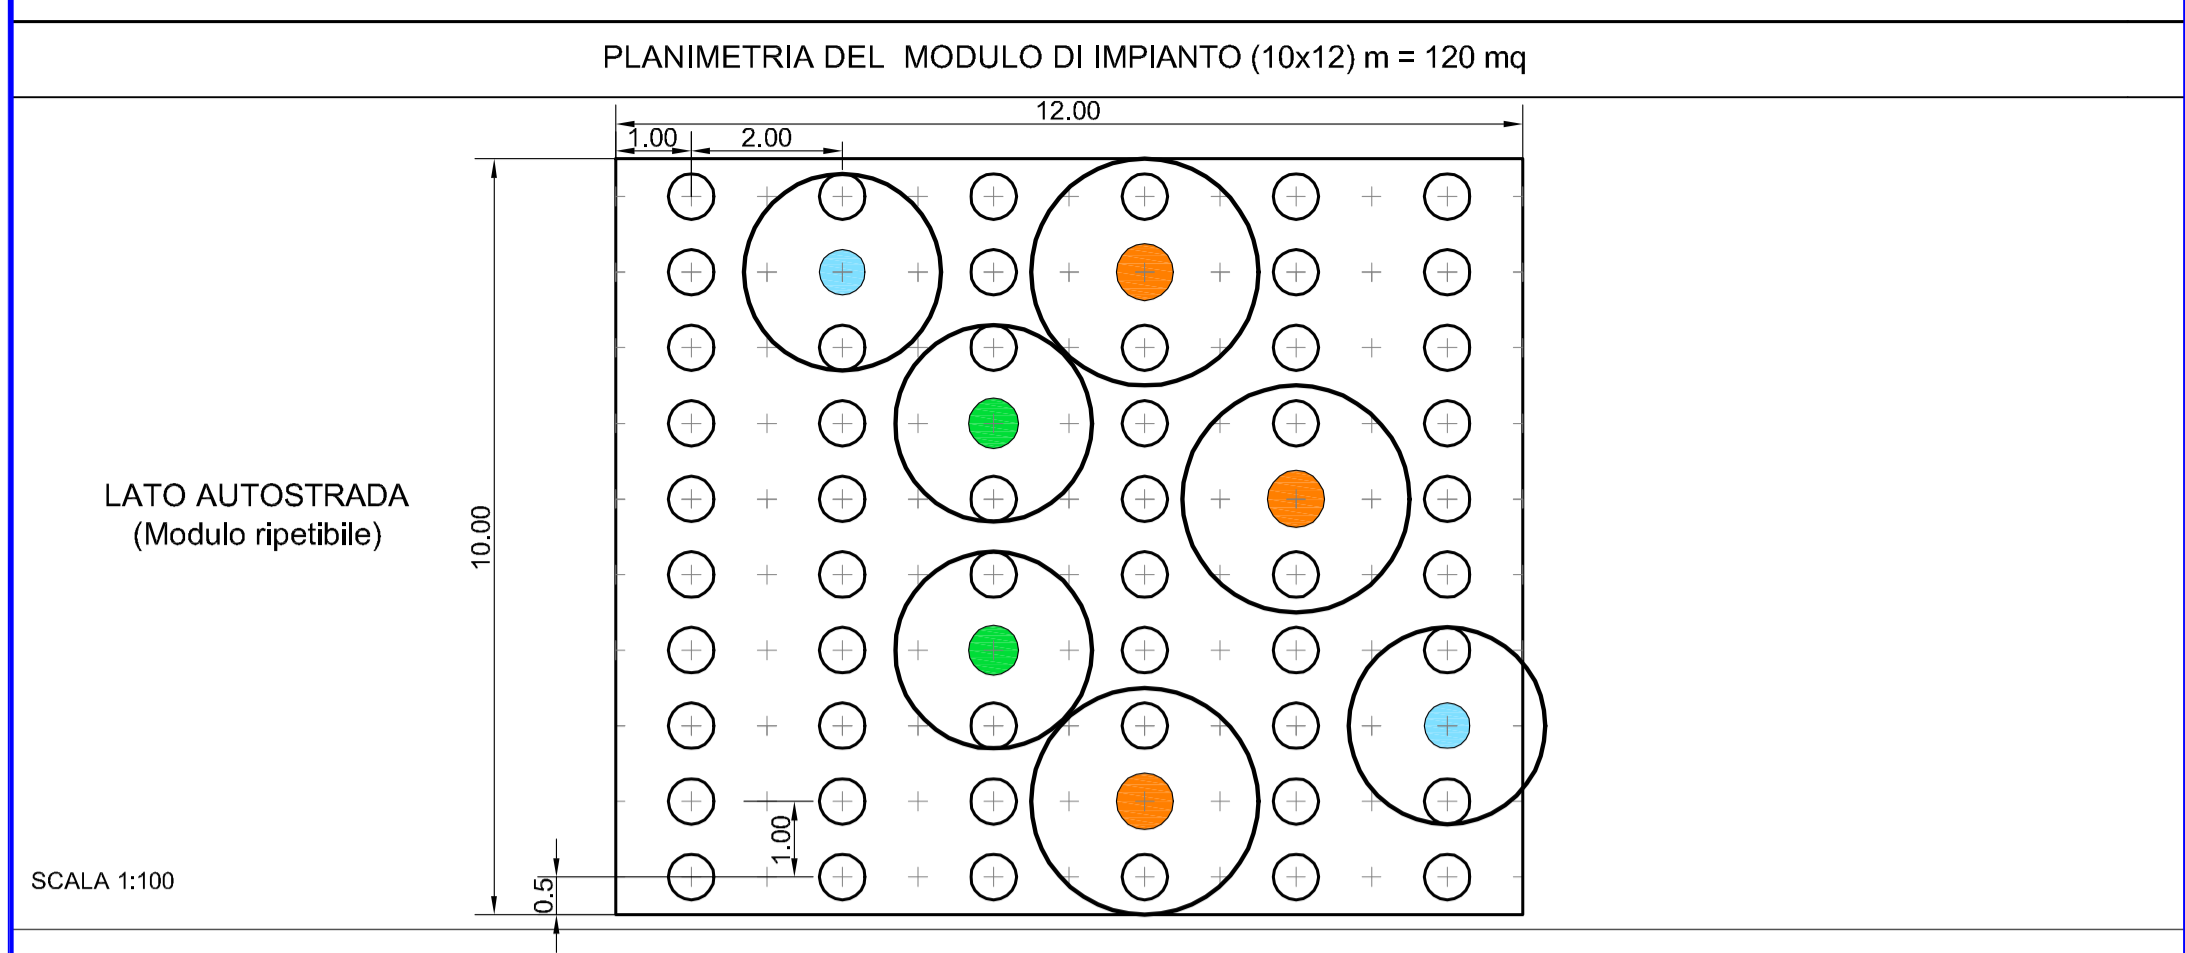 PLANIMETRIA DEL MODULO DI IMPIANTO (10x12) m = 120 mq
12.00
1.00
2.00
LATO AUTOSTRADA
(Modulo ripetibile)
10.00
1.00
0.5
SCALA 1:100